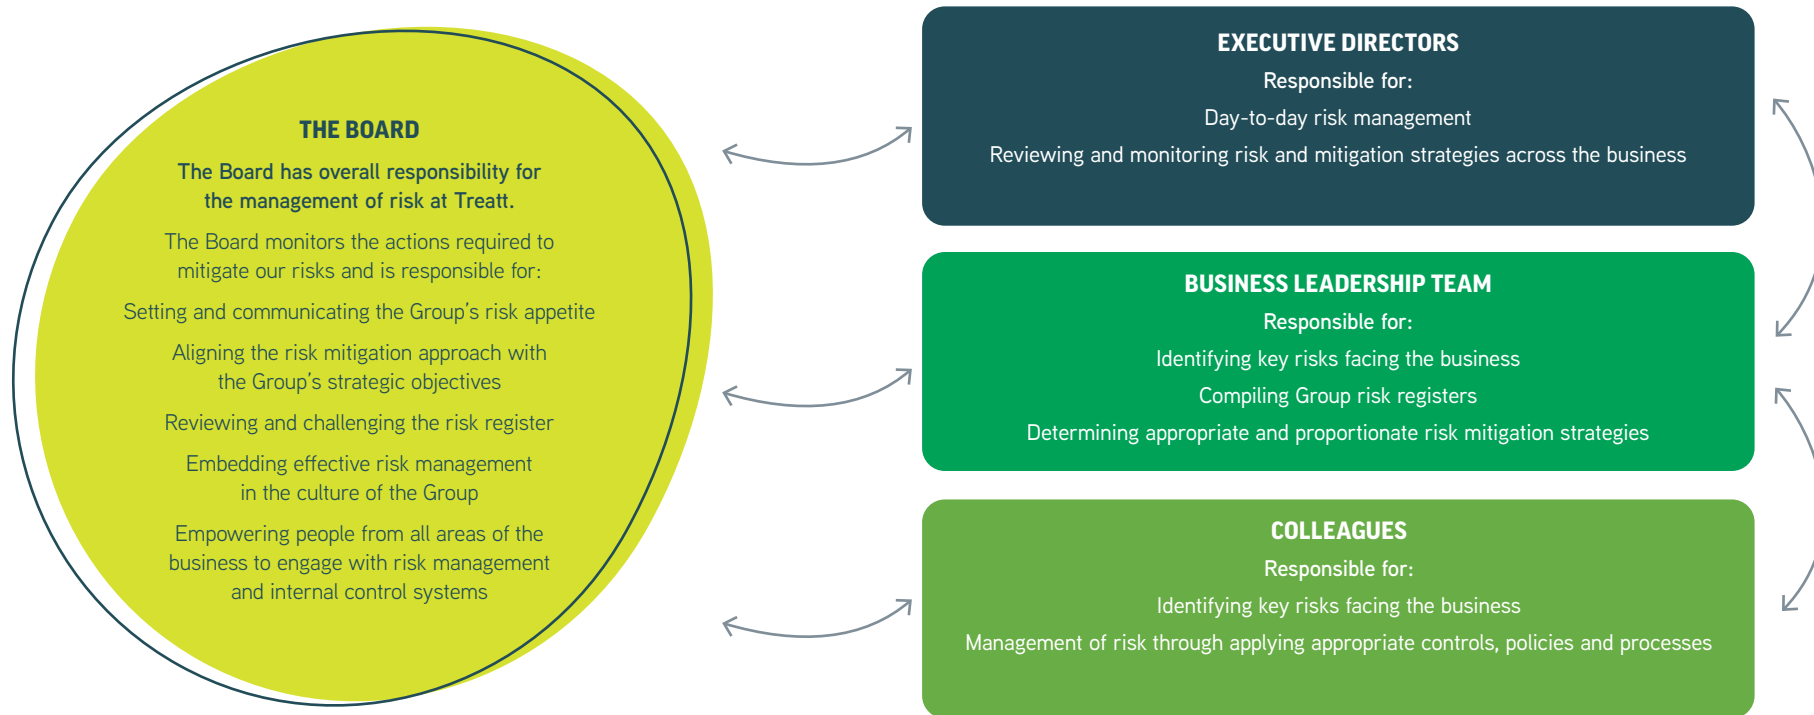 THE BOARD
The Board has overall responsibility for
the management of risk at Treatt.
The Board monitors the actions required to
mitigate our risks and is responsible for:
Setting and communicating the Group’s risk appetite
Aligning the risk mitigation approach with
the Group’s strategic objectives
Reviewing and challenging the risk register
Embedding effective risk management
in the culture of the Group
Empowering people from all areas of the
business to engage with risk management
and internal control systems
EXECUTIVE DIRECTORS
Responsible for:
Day-to-day risk management
Reviewing and monitoring risk and mitigation strategies across the business
BUSINESS LEADERSHIP TEAM
Responsible for:
Identifying key risks facing the business
Compiling Group risk registers
Determining appropriate and proportionate risk mitigation strategies
COLLEAGUES
Responsible for:
Identifying key risks facing the business
Management of risk through applying appropriate controls, policies and processes